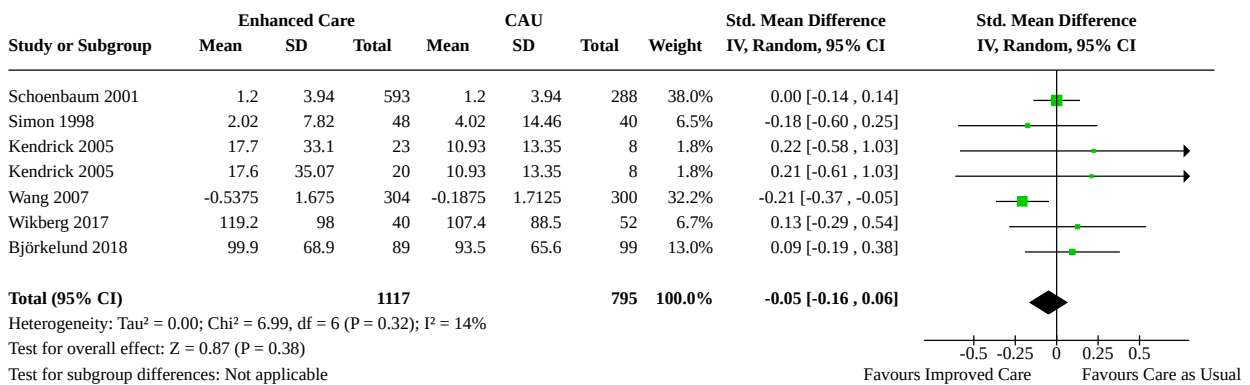 Enhanced Care CAU Std. Mean Difference Std. Mean Difference
Study or Subgroup Mean SD Total Mean SD Total Weight IV, Random, 95% CI IV, Random, 95% CI
Schoenbaum 2001 1.2 3.94 593 1.2 3.94 288 38.0% 0.00 [-0.14 , 0.14]
Simon 1998 2.02 7.82 48 4.02 14.46 40 6.5% -0.18 [-0.60 , 0.25]
Kendrick 2005 17.7 33.1 23 10.93 13.35 8 1.8% 0.22 [-0.58 , 1.03]
Kendrick 2005 17.6 35.07 20 10.93 13.35 8 1.8% 0.21 [-0.61 , 1.03]
Wang 2007 -0.5375 1.675 304 -0.1875 1.7125 300 32.2% -0.21 [-0.37 , -0.05]
Wikberg 2017 119.2 98 40 107.4 88.5 52 6.7% 0.13 [-0.29 , 0.54]
Björkelund 2018 99.9 68.9 89 93.5 65.6 99 13.0% 0.09 [-0.19 , 0.38]
Total (95% CI) 1117 795 100.0% -0.05 [-0.16 , 0.06]
Heterogeneity: Tau² = 0.00; Chi² = 6.99, df = 6 (P = 0.32); I² = 14%
Test for overall effect: Z = 0.87 (P = 0.38)
-0.5 -0.25 0 0.25 0.5
Test for subgroup differences: Not applicable
Favours Improved Care Favours Care as Usual